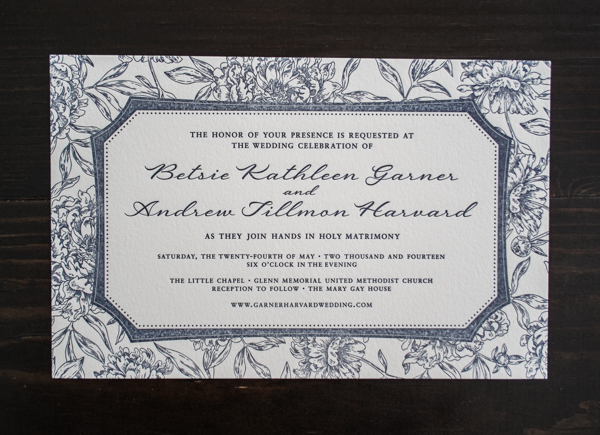 THE HONOR OF YOUR PRESENCE IS REQUESTED AT
THE WEDDING CELEBRATION OF
Betsie Kathleen Garner
and
Andrew Tillmon Harvard
AS THEY JOIN HANDS IN HOLY MATRIMONY
SATURDAY, THE TWENTY-FOURTH OF MAY • TWO THOUSAND AND FOURTEEN
SIX O'CLOCK IN THE EVENING
THE LITTLE CHAPEL • GLENN MEMORIAL UNITED METHODIST CHURCH
RECEPTION TO FOLLOW • THE MARY GAY HOUSE
WWW.GARNERHARVARDWEDDING.COM